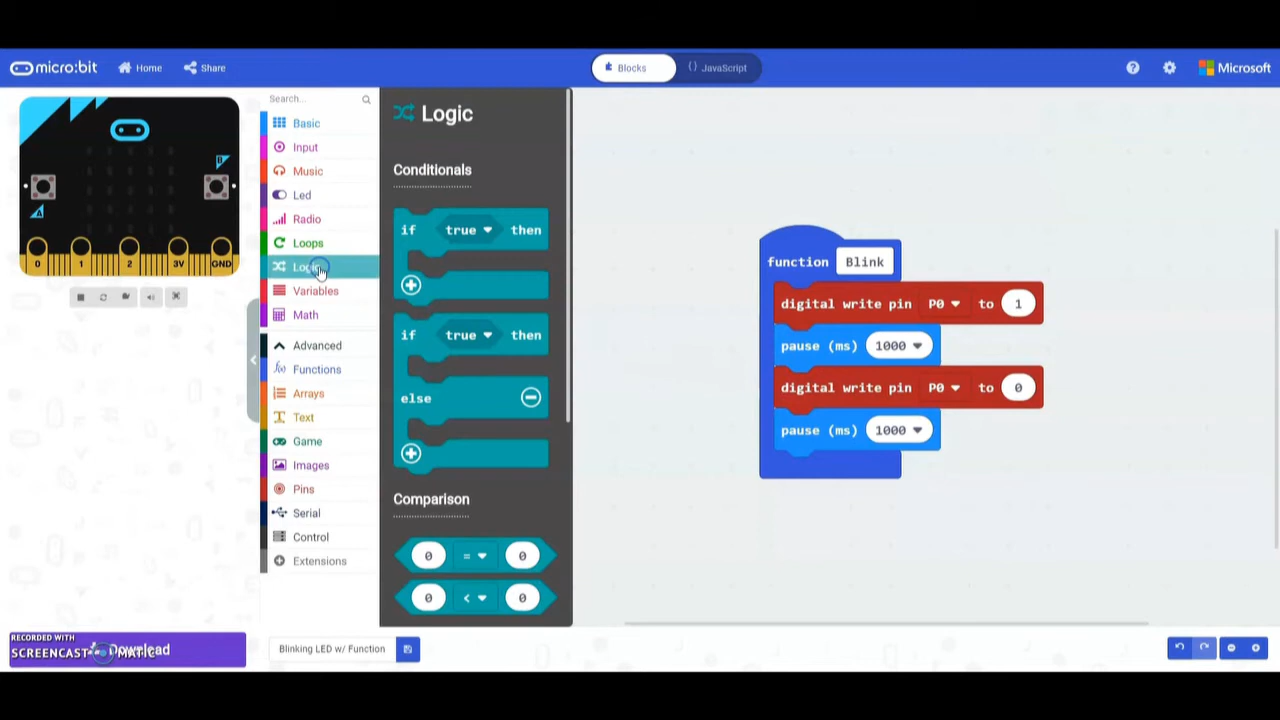 micro:bit Home Share Blocks {} JavaScript Microsoft
A
B
0 1 2 3V GND
Search...
Basic
Input
Music
Led
Radio
Loops
Logic
Variables
Math
Advanced
Functions
Arrays
Text
Game
Images
Pins
Serial
Control
Extensions
Logic
Conditionals
if true then
if true then
else
Comparison
0 = 0
0 < 0
function Blink
digital write pin P0 to 1
pause (ms) 1000
digital write pin P0 to 0
pause (ms) 1000
RECORDED WITH
SCREENCAST MATIC
Download
Blinking LED w/ Function